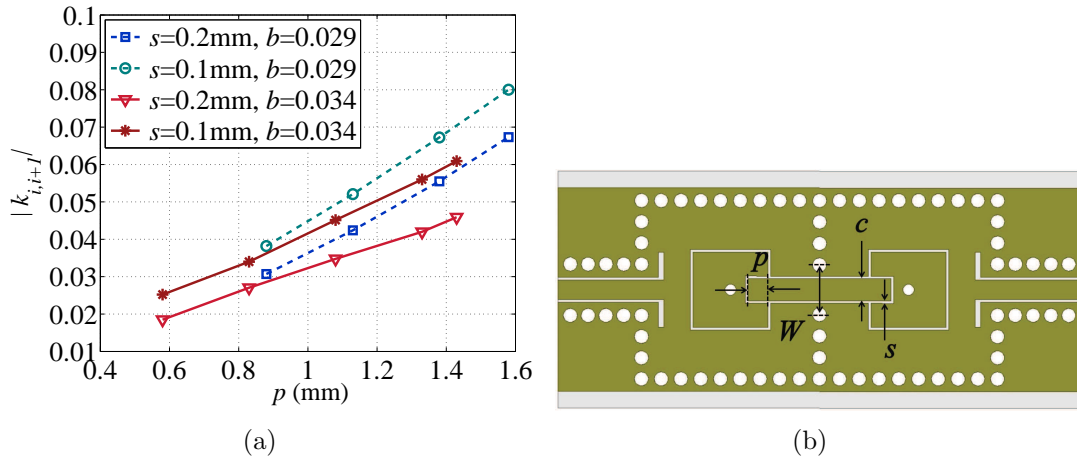 0.1
0.09
0.08
0.07
0.06
0.05
0.04
0.03
0.02
0.01
|k_{i,i+1}|
s=0.2mm, b=0.029
s=0.1mm, b=0.029
s=0.2mm, b=0.034
s=0.1mm, b=0.034
0.4 0.6 0.8 1 1.2 1.4 1.6
p (mm)
(a)
p
c
W
s
(b)